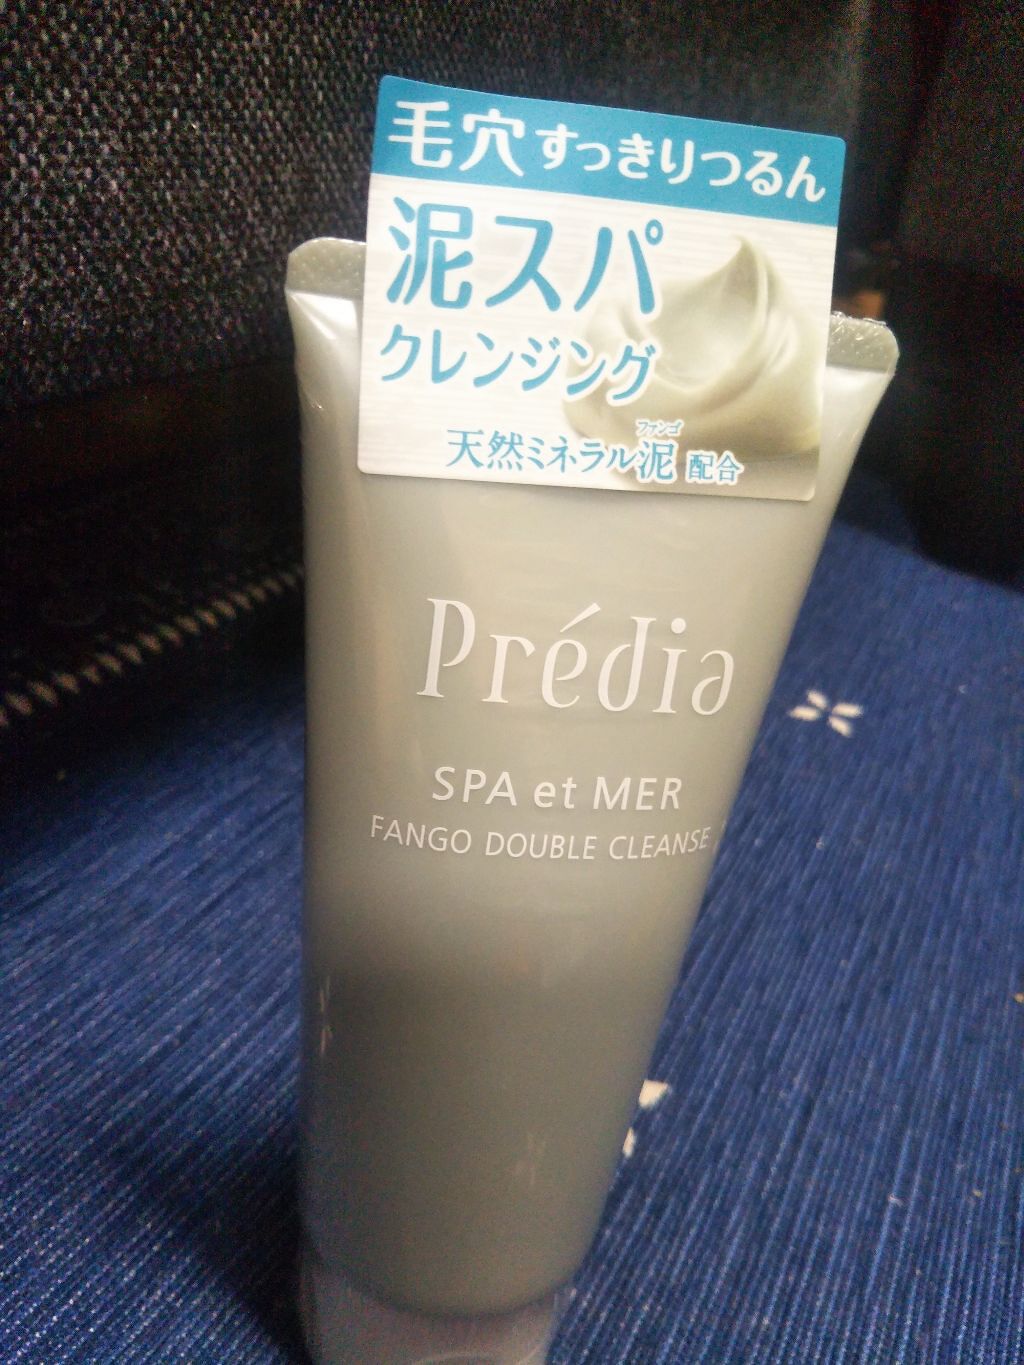 毛穴すっきりつるん
泥スパ
クレンジング
ファンゴ
天然ミネラル泥 配合
Prédia
SPA et MER
FANGO DOUBLE CLEANSE